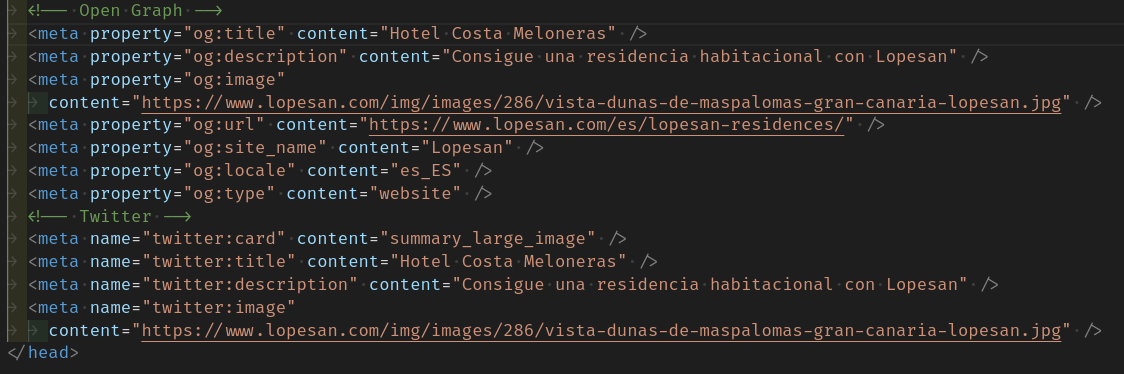 <!-- Open Graph -->
<meta property="og:title" content="Hotel Costa Meloneras" />
<meta property="og:description" content="Consigue una residencia habitacional con Lopesan" />
<meta property="og:image"
content="https://www.lopesan.com/img/images/286/vista-dunas-de-maspalomas-gran-canaria-lopesan.jpg" />
<meta property="og:url" content="https://www.lopesan.com/es/lopesan-residences/" />
<meta property="og:site_name" content="Lopesan" />
<meta property="og:locale" content="es_ES" />
<meta property="og:type" content="website" />
<!-- Twitter -->
<meta name="twitter:card" content="summary_large_image" />
<meta name="twitter:title" content="Hotel Costa Meloneras" />
<meta name="twitter:description" content="Consigue una residencia habitacional con Lopesan" />
<meta name="twitter:image"
content="https://www.lopesan.com/img/images/286/vista-dunas-de-maspalomas-gran-canaria-lopesan.jpg" />
</head>